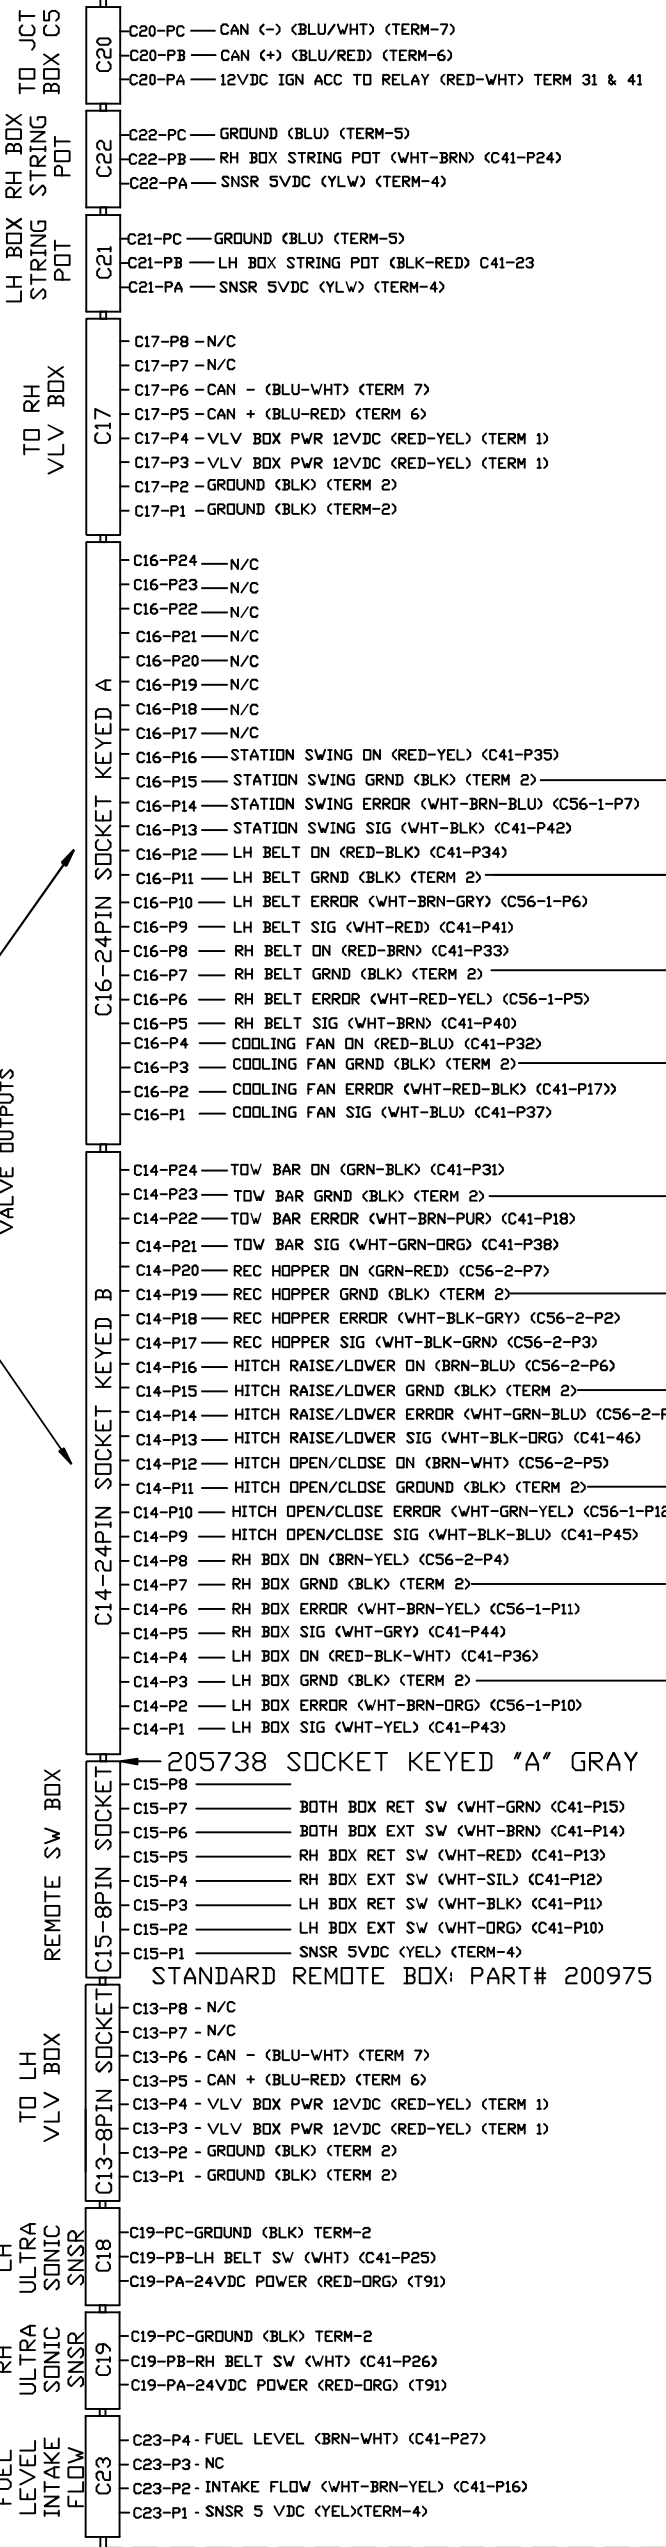 TO JCT
BOX C5
C20
C20-PC CAN (-) (BLU/WHT) (TERM-7)
C20-PB CAN (+) (BLU/RED) (TERM-6)
C20-PA 12VDC IGN ACC TO RELAY (RED-WHT) TERM 31 & 41
RH BOX
STRING
POT
C22
C22-PC GROUND (BLU) (TERM-5)
C22-PB RH BOX STRING POT (WHT-BRN) (C41-P24)
C22-PA SNSR 5VDC (YLW) (TERM-4)
LH BOX
STRING
POT
C21
C21-PC GROUND (BLU) (TERM-5)
C21-PB LH BOX STRING POT (BLK-RED) C41-23
C21-PA SNSR 5VDC (YLW) (TERM-4)
TO RH
VLV BOX
C17
C17-P8 - N/C
C17-P7 - N/C
C17-P6 - CAN - (BLU-WHT) (TERM 7)
C17-P5 - CAN + (BLU-RED) (TERM 6)
C17-P4 - VLV BOX PWR 12VDC (RED-YEL) (TERM 1)
C17-P3 - VLV BOX PWR 12VDC (RED-YEL) (TERM 1)
C17-P2 - GROUND (BLK) (TERM 2)
C17-P1 - GROUND (BLK) (TERM-2)
VALVE OUTPUTS
C16-24PIN SOCKET KEYED A
C16-P24 N/C
C16-P23 N/C
C16-P22 N/C
C16-P21 N/C
C16-P20 N/C
C16-P19 N/C
C16-P18 N/C
C16-P17 N/C
C16-P16 STATION SWING ON (RED-YEL) (C41-P35)
C16-P15 STATION SWING GRND (BLK) (TERM 2)
C16-P14 STATION SWING ERROR (WHT-BRN-BLU) (C56-1-P7)
C16-P13 STATION SWING SIG (WHT-BLK) (C41-P42)
C16-P12 LH BELT ON (RED-BLK) (C41-P34)
C16-P11 LH BELT GRND (BLK) (TERM 2)
C16-P10 LH BELT ERROR (WHT-BRN-GRY) (C56-1-P6)
C16-P9 LH BELT SIG (WHT-RED) (C41-P41)
C16-P8 RH BELT ON (RED-BRN) (C41-P33)
C16-P7 RH BELT GRND (BLK) (TERM 2)
C16-P6 RH BELT ERROR (WHT-RED-YEL) (C56-1-P5)
C16-P5 RH BELT SIG (WHT-BRN) (C41-P40)
C16-P4 COOLING FAN ON (RED-BLU) (C41-P32)
C16-P3 COOLING FAN GRND (BLK) (TERM 2)
C16-P2 COOLING FAN ERROR (WHT-RED-BLK) (C41-P17))
C16-P1 COOLING FAN SIG (WHT-BLU) (C41-P37)
C14-24PIN SOCKET KEYED B
C14-P24 TOW BAR ON (GRN-BLK) (C41-P31)
C14-P23 TOW BAR GRND (BLK) (TERM 2)
C14-P22 TOW BAR ERROR (WHT-BRN-PUR) (C41-P18)
C14-P21 TOW BAR SIG (WHT-GRN-ORG) (C41-P38)
C14-P20 REC HOPPER ON (GRN-RED) (C56-2-P7)
C14-P19 REC HOPPER GRND (BLK) (TERM 2)
C14-P18 REC HOPPER ERROR (WHT-BLK-GRY) (C56-2-P2)
C14-P17 REC HOPPER SIG (WHT-BLK-GRN) (C56-2-P3)
C14-P16 HITCH RAISE/LOWER ON (BRN-BLU) (C56-2-P6)
C14-P15 HITCH RAISE/LOWER GRND (BLK) (TERM 2)
C14-P14 HITCH RAISE/LOWER ERROR (WHT-GRN-BLU) (C56-2-P
C14-P13 HITCH RAISE/LOWER SIG (WHT-BLK-ORG) (C41-46)
C14-P12 HITCH OPEN/CLOSE ON (BRN-WHT) (C56-2-P5)
C14-P11 HITCH OPEN/CLOSE GROUND (BLK) (TERM 2)
C14-P10 HITCH OPEN/CLOSE ERROR (WHT-GRN-YEL) (C56-1-P12
C14-P9 HITCH OPEN/CLOSE SIG (WHT-BLK-BLU) (C41-P45)
C14-P8 RH BOX ON (BRN-YEL) (C56-2-P4)
C14-P7 RH BOX GRND (BLK) (TERM 2)
C14-P6 RH BOX ERROR (WHT-BRN-YEL) (C56-1-P11)
C14-P5 RH BOX SIG (WHT-GRY) (C41-P44)
C14-P4 LH BOX ON (RED-BLK-WHT) (C41-P36)
C14-P3 LH BOX GRND (BLK) (TERM 2)
C14-P2 LH BOX ERROR (WHT-BRN-ORG) (C56-1-P10)
C14-P1 LH BOX SIG (WHT-YEL) (C41-P43)
205738 SOCKET KEYED "A" GRAY
REMOTE SW BOX
C15-8PIN SOCKET
C15-P8
C15-P7 BOTH BOX RET SW (WHT-GRN) (C41-P15)
C15-P6 BOTH BOX EXT SW (WHT-BRN) (C41-P14)
C15-P5 RH BOX RET SW (WHT-RED) (C41-P13)
C15-P4 RH BOX EXT SW (WHT-SIL) (C41-P12)
C15-P3 LH BOX RET SW (WHT-BLK) (C41-P11)
C15-P2 LH BOX EXT SW (WHT-ORG) (C41-P10)
C15-P1 SNSR 5VDC (YEL) (TERM-4)
STANDARD REMOTE BOX: PART# 200975
TO LH
VLV BOX
C13-8PIN SOCKET
C13-P8 - N/C
C13-P7 - N/C
C13-P6 - CAN - (BLU-WHT) (TERM 7)
C13-P5 - CAN + (BLU-RED) (TERM 6)
C13-P4 - VLV BOX PWR 12VDC (RED-YEL) (TERM 1)
C13-P3 - VLV BOX PWR 12VDC (RED-YEL) (TERM 1)
C13-P2 - GROUND (BLK) (TERM 2)
C13-P1 - GROUND (BLK) (TERM 2)
LH
ULTRA
SONIC
SNSR
C18
C19-PC-GROUND (BLK) TERM-2
C19-PB-LH BELT SW (WHT) (C41-P25)
C19-PA-24VDC POWER (RED-ORG) (T91)
RH
ULTRA
SONIC
SNSR
C19
C19-PC-GROUND (BLK) TERM-2
C19-PB-RH BELT SW (WHT) (C41-P26)
C19-PA-24VDC POWER (RED-ORG) (T91)
FUEL
LEVEL
INTAKE
FLOW
C23
C23-P4 - FUEL LEVEL (BRN-WHT) (C41-P27)
C23-P3 - NC
C23-P2 - INTAKE FLOW (WHT-BRN-YEL) (C41-P16)
C23-P1 - SNSR 5 VDC (YEL)(TERM-4)